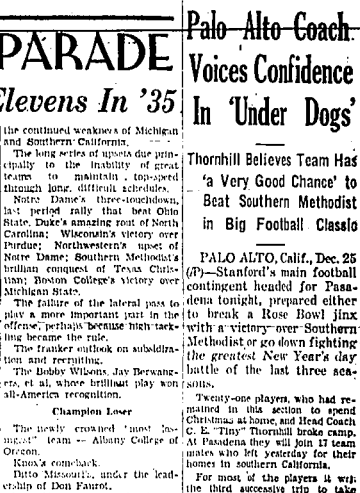 PARADE
Elevens In '35
the continued weakness of Michigan
and Southern California.
The long series of upsets due prin-
cipally to the inability of great
teams to maintain top-speed
through long, difficult schedules.
Notre Dame's three-touchdown,
last period rally that beat Ohio
State, Duke's amazing rout of North
Carolina; Wisconsin's victory over
Purdue; Northwestern's upset of
Notre Dame; Southern Methodist's
brillian conquest of Texas Chris-
tian; Boston College's victory over
Michigan State.
The failure of the lateral pass to
play a more important part in the
offense, perhaps because high tack-
ling became the rule.
The franker outlook on subsidiza-
tion and recruiting.
The Bobby Wilsons, Jay Berwang-
ers, et al, whose brilliant play won
all-America recognition.
Champion Loser
The newly crowned "most los-
ingest" team — Albany College of
Oregon.
Knox's comeback.
Ditto Missouri's, under the lead-
ership of Don Faurot.
Palo Alto Coach
Voices Confidence
In 'Under Dogs'
Thornhill Believes Team Has
'a Very Good Chance' to
Beat Southern Methodist
in Big Football Classic
PALO ALTO, Calif., Dec. 25
(P)—Stanford's main football
contingent headed for Pasa-
dena tonight, prepared either
to break a Rose Bowl jinx
with a victory over Southern
Methodist or go down fighting
the greatest New Year's day
battle of the last three sea-
sons.
Twenty-one players, who had re-
mained in this section to spend
Christmas at home, and Head Coach
C. E. "Tiny" Thornhill broke camp.
At Pasadena they will join 17 team
mates who left yesterday for their
homes in southern California.
For most of the players it will
the third successive trip to take